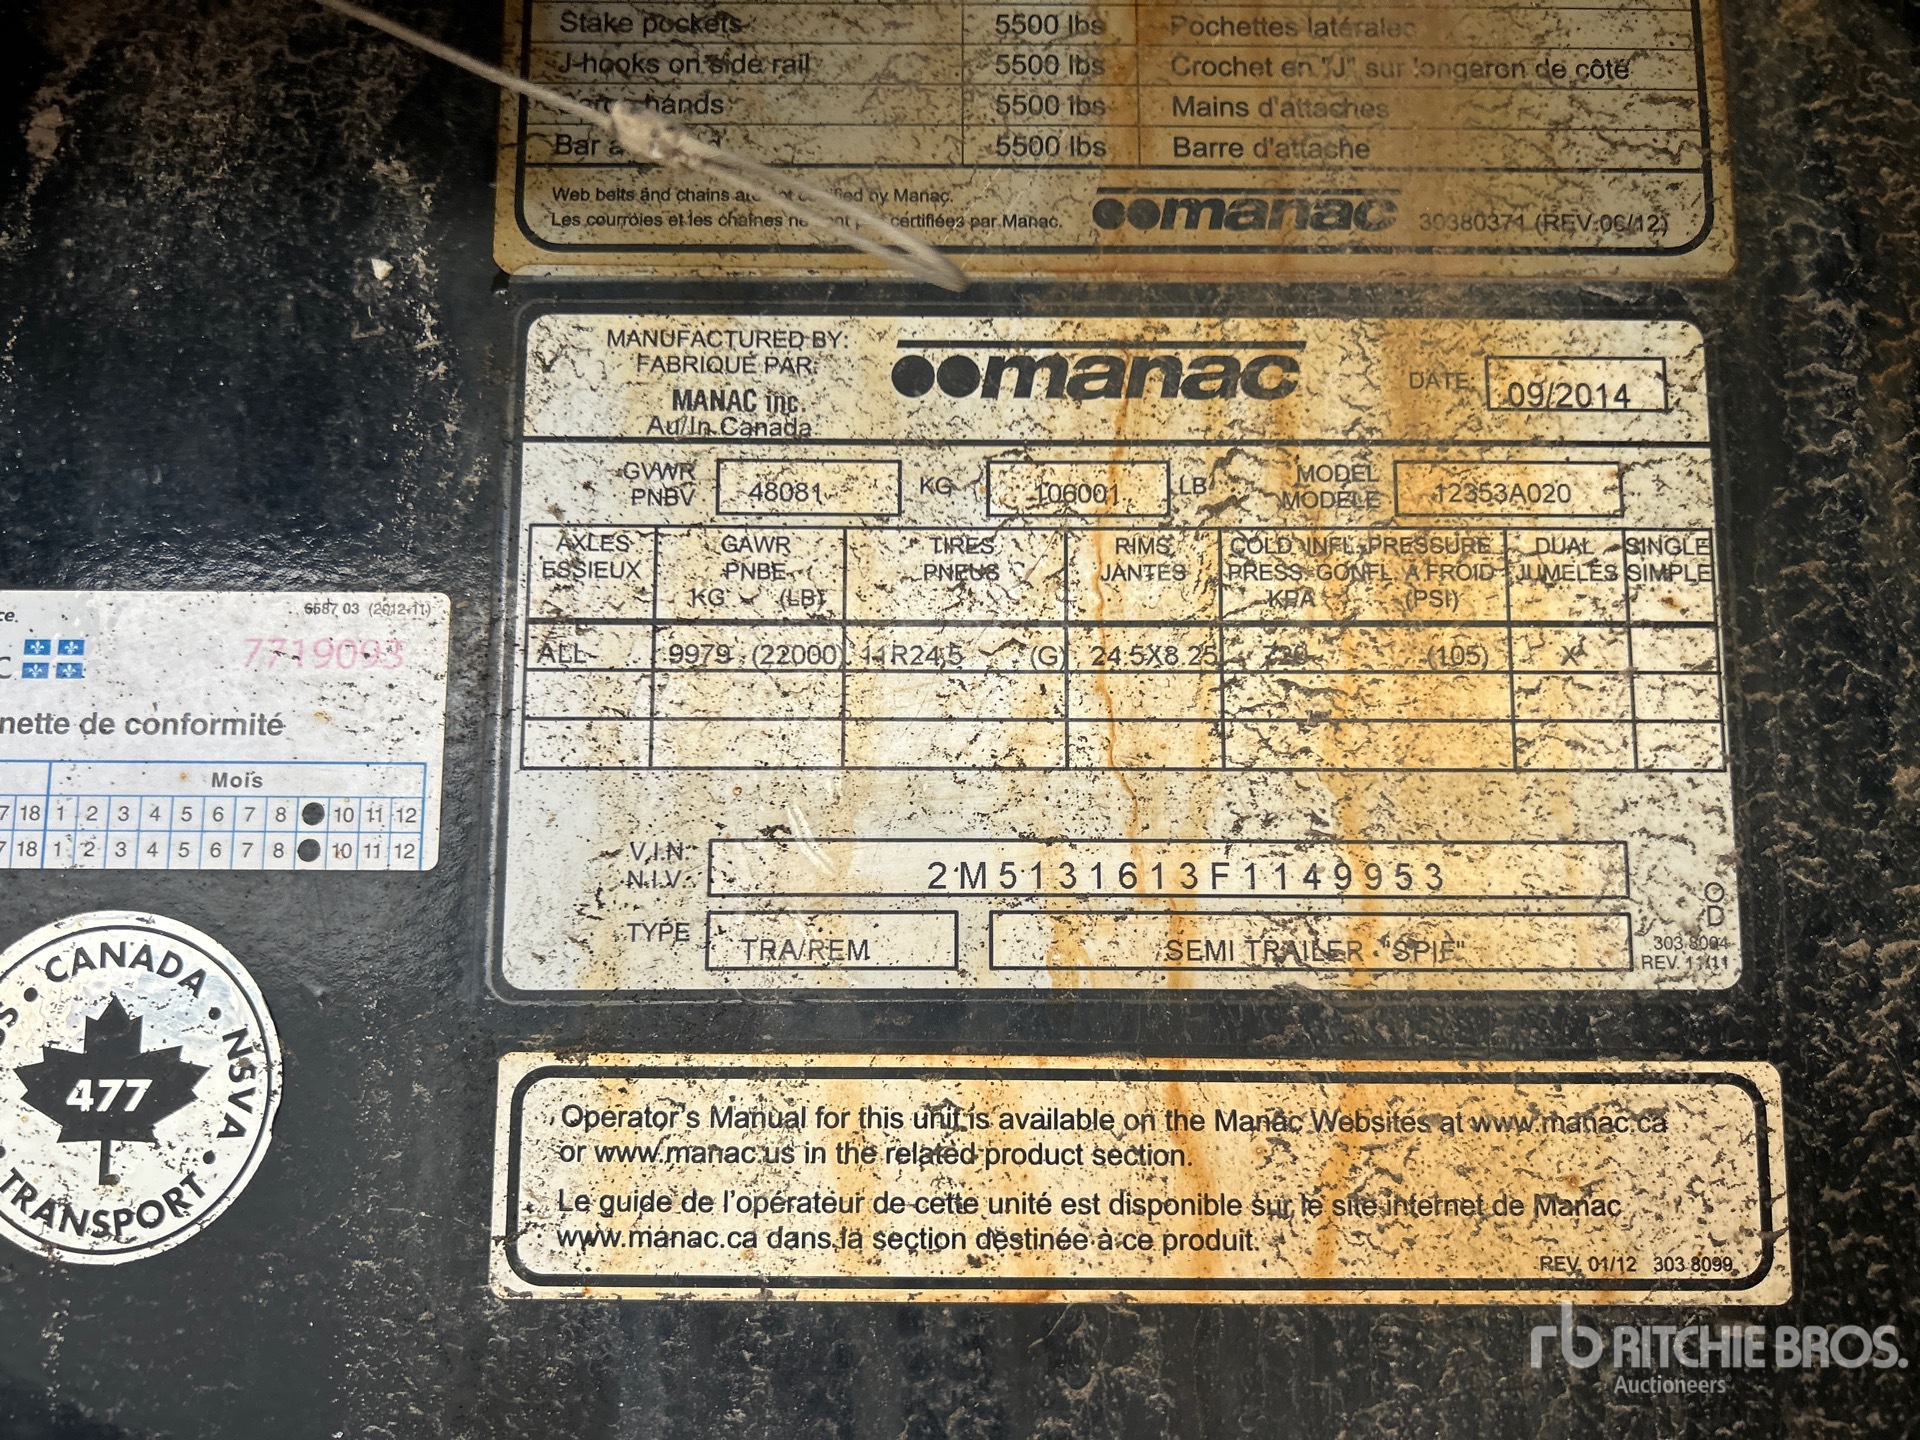 Stake pockets 5500 lbs Pochettes latérales
J-hooks on side rail 5500 lbs Crochet en "J" sur longeron de côté
hands 5500 lbs Mains d'attaches
Bar 5500 lbs Barre d'attache
Web belts and chains are not certified by Manac.
Les courroies et les chaînes ne sont pas certifiées par Manac.
manac 30380371 (REV.06/12)
MANUFACTURED BY:
FABRIQUÉ PAR:
MANAC inc.
Au/In Canada
manac
DATE 09/2014
GVWR
PNBV 48081 KG 106001 LB
MODEL
MODÈLE 12353A020
AXLES GAWR TIRES RIMS COLD INFL. PRESSURE DUAL SINGLE
ESSIEUX PNBE PNEUS JANTES PRESS. GONFL. À FROID JUMELÉS SIMPLE
KG (LB) KPA (PSI)
ALL 9979 (22000) 11R24,5 (G) 24.5X8.25 720 (105) X
V.I.N.
N.I.V. 2M5131613F1149953
TYPE TRA/REM SEMI TRAILER "SPIF"
O
D
303 8004
REV. 11/11
Operator's Manual for this unit is available on the Manac Websites at www.manac.ca
or www.manac.us in the related product section.
Le guide de l'opérateur de cette unité est disponible sur le site internet de Manac
www.manac.ca dans la section destinée à ce produit.
REV. 01/12 303 8099
6587 03 (2012-11)
7719093
nette de conformité
Mois
7 18 1 2 3 4 5 6 7 8 10 11 12
7 18 1 2 3 4 5 6 7 8 10 11 12
CANADA • NSVA • TRANSPORT
477
rb RITCHIE BROS.
Auctioneers